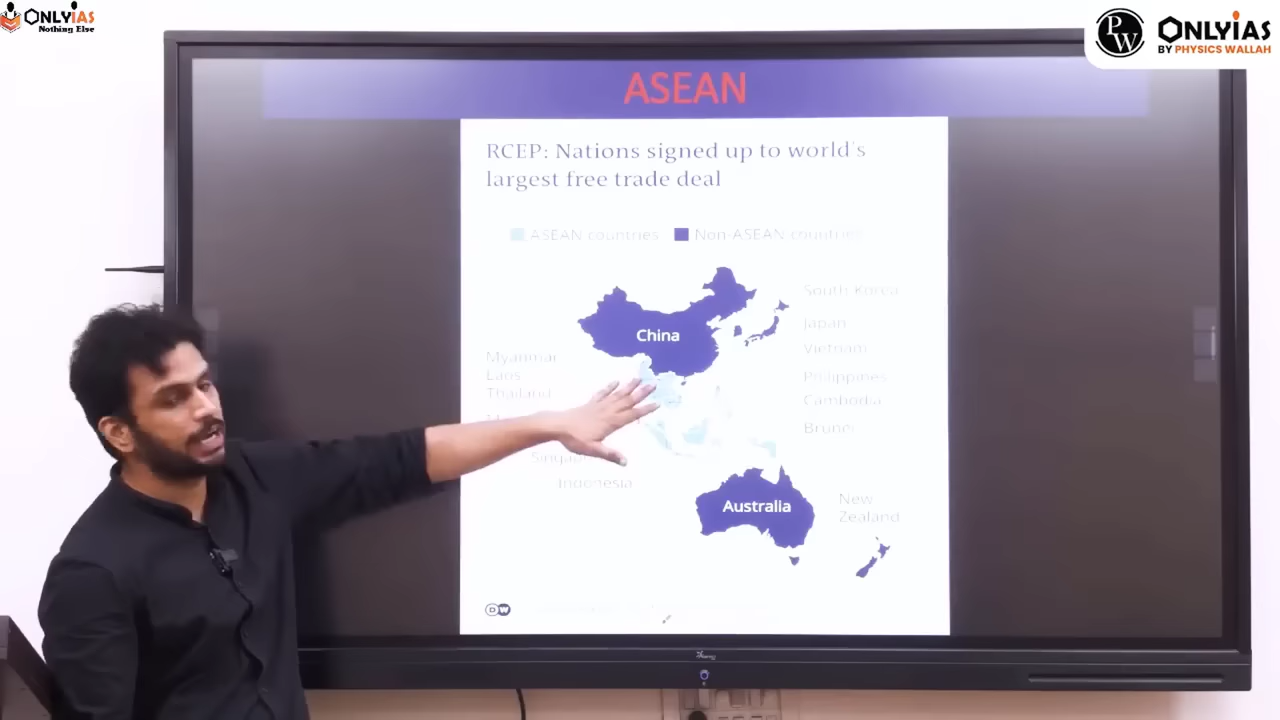 ONLYIAS
Nothing Else
PW
ONLYIAS
BY PHYSICS WALLAH
ASEAN
RCEP: Nations signed up to world's
largest free trade deal
ASEAN countries
Non-ASEAN countries
China
South Korea
Japan
Vietnam
Philippines
Cambodia
Brunei
Myanmar
Laos
Thailand
Indonesia
Australia
New
Zealand
DW